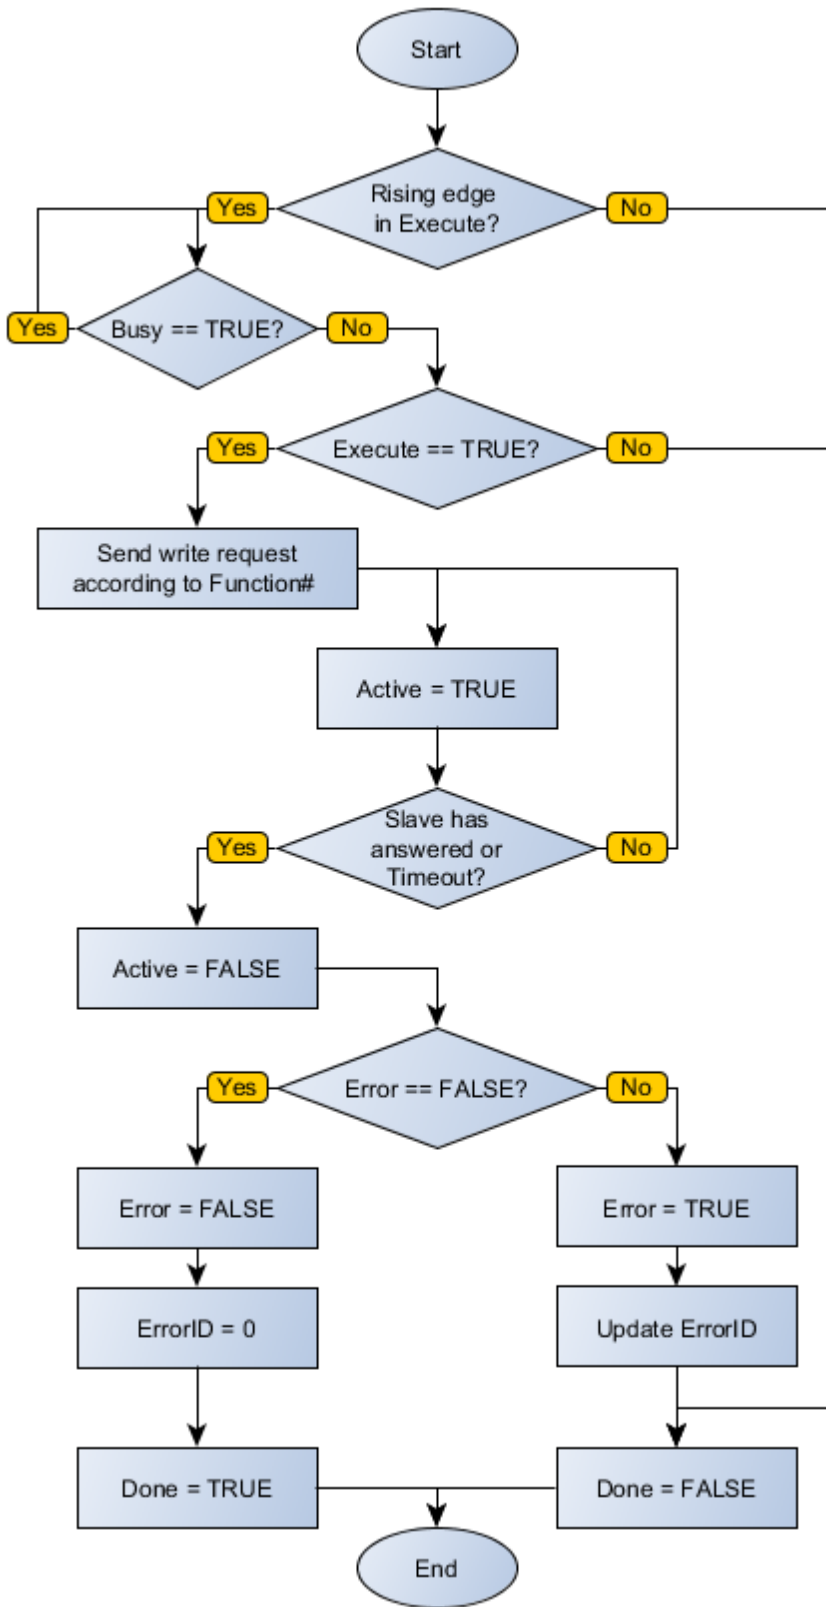 Start
Rising edge
in Execute?
Yes
No
Yes
Busy == TRUE?
No
Yes
Execute == TRUE?
No
Send write request
according to Function#
Active = TRUE
Slave has
answered or
Timeout?
Yes
No
Active = FALSE
Yes
Error == FALSE?
No
Error = FALSE
Error = TRUE
ErrorID = 0
Update ErrorID
Done = TRUE
Done = FALSE
End